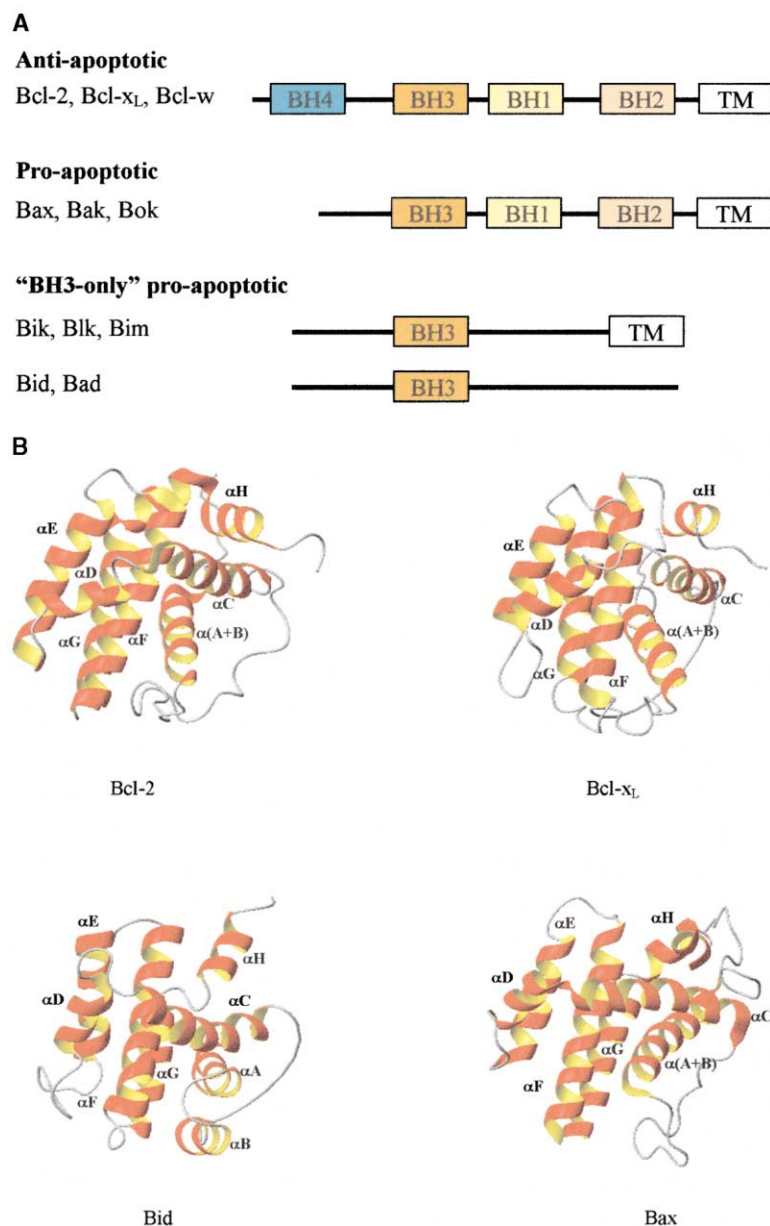 A
Anti-apoptotic
Bcl-2, Bcl-xL, Bcl-w BH4 BH3 BH1 BH2 TM
Pro-apoptotic
Bax, Bak, Bok BH3 BH1 BH2 TM
“BH3-only” pro-apoptotic
Bik, Blk, Bim BH3 TM
Bid, Bad BH3
B
αH
αE
αD
αC
α(A+B)
αG
αF
Bcl-2
αH
αE
αC
αD
α(A+B)
αG
αF
Bcl-xL
αE
αH
αD
αC
αA
αG
αF
αB
Bid
αE
αH
αD
αC
αG
α(A+B)
αF
Bax